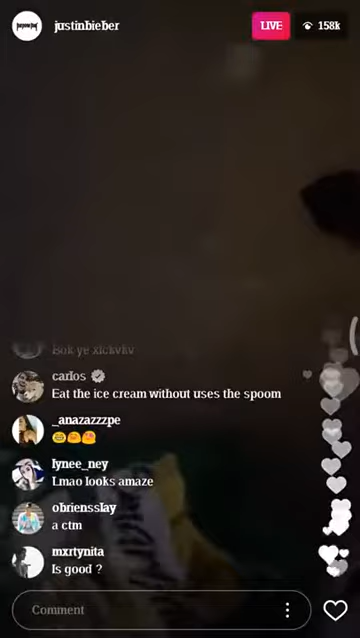 justinbieber
LIVE
158k
carlos
Eat the ice cream without uses the spoom
_anazazzzpe
lynee_ney
Lmao looks amaze
obriensslay
a ctm
mxrtynita
Is good ?
Comment